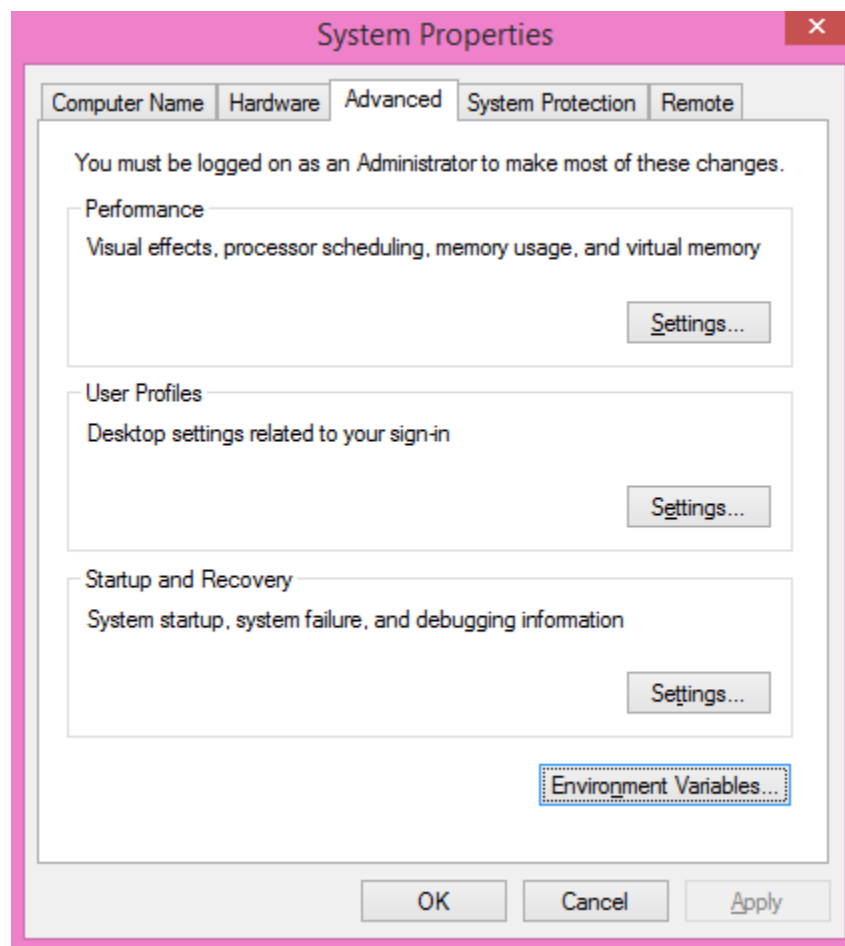 System Properties
Computer Name Hardware Advanced System Protection Remote
You must be logged on as an Administrator to make most of these changes.
Performance
Visual effects, processor scheduling, memory usage, and virtual memory
Settings...
User Profiles
Desktop settings related to your sign-in
Settings...
Startup and Recovery
System startup, system failure, and debugging information
Settings...
Environment Variables...
OK Cancel Apply